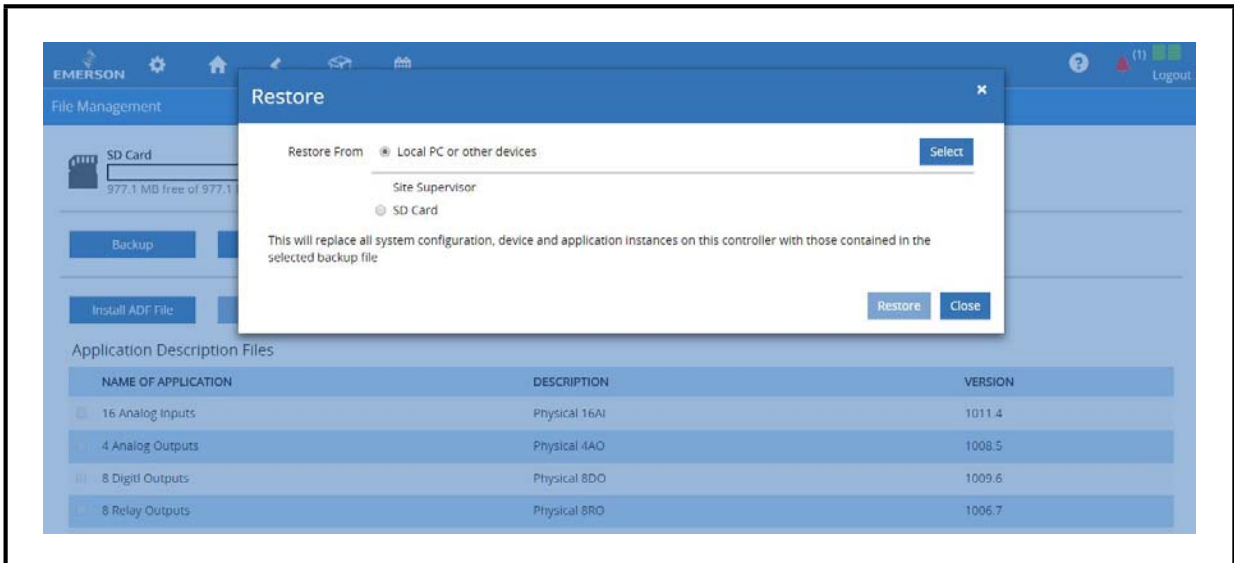 EMERSON
(1)
Logout
File Management
Restore
SD Card
977.1 MB free of 977.1
Restore From Local PC or other devices Select
Site Supervisor
SD Card
This will replace all system configuration, device and application instances on this controller with those contained in the
selected backup file
Backup
Restore Close
Install ADF File
Application Description Files
NAME OF APPLICATION DESCRIPTION VERSION
16 Analog Inputs Physical 16AI 1011.4
4 Analog Outputs Physical 4AO 1008.5
8 Digitl Outputs Physical 8DO 1009.6
8 Relay Outputs Physical 8RO 1006.7